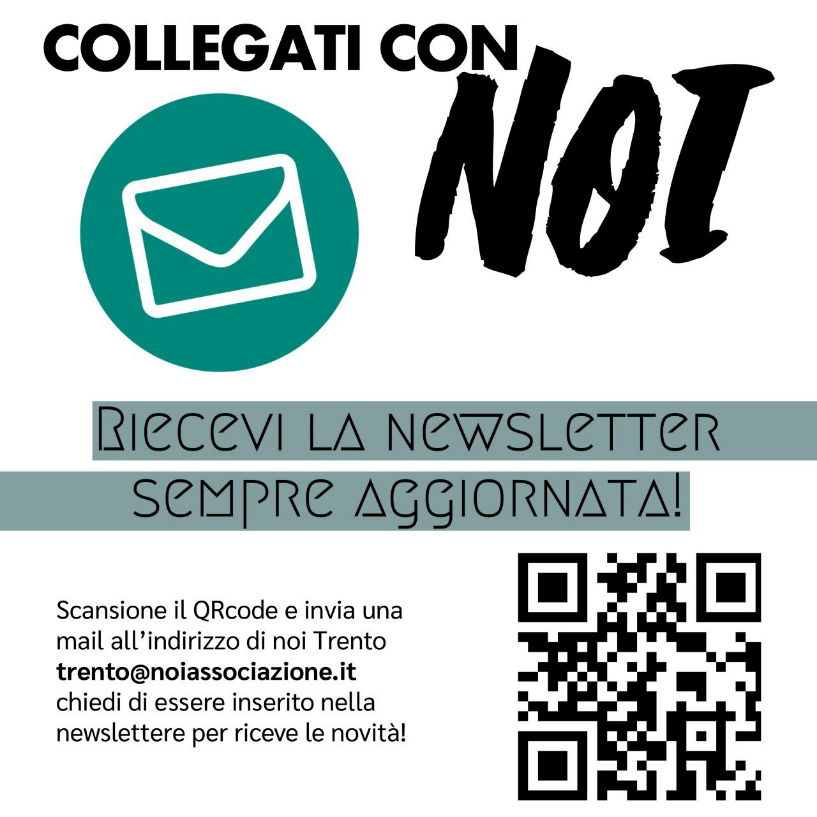 COLLEGATI CON
NOI
RIECEVI LA NEWSLETTER
SEMPRE AGGIORNATA!
Scansione il QRcode e invia una
mail all'indirizzo di noi Trento
trento@noiassociazione.it
chiedi di essere inserito nella
newslettere per riceve le novità!